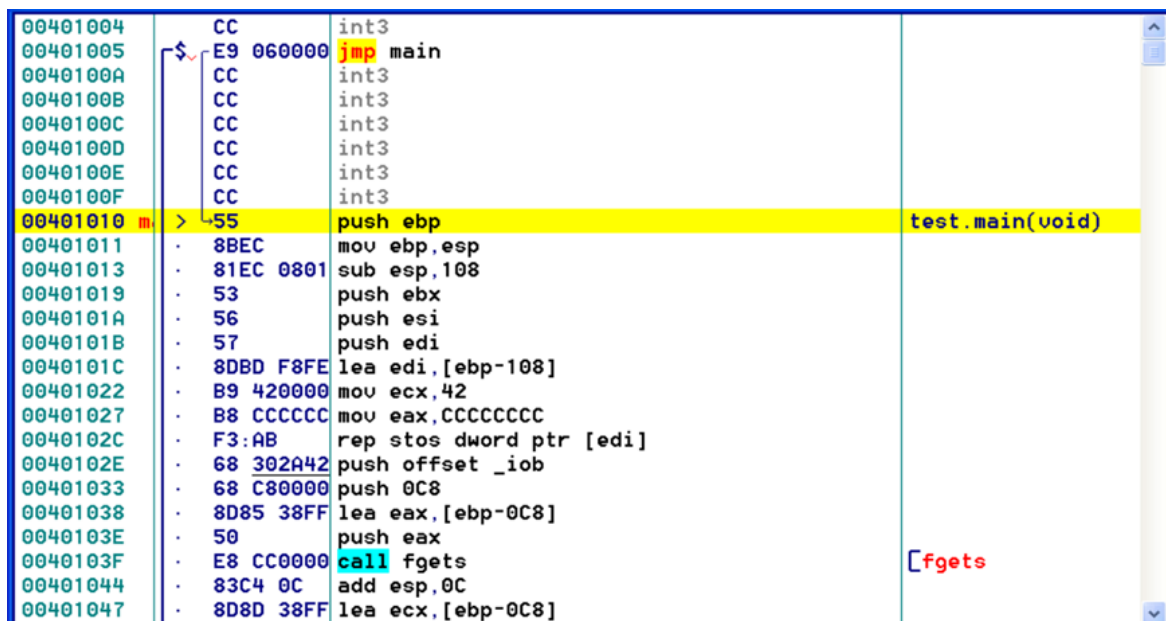 00401004 CC int3
00401005 $ E9 060000 jmp main
0040100A CC int3
0040100B CC int3
0040100C CC int3
0040100D CC int3
0040100E CC int3
0040100F CC int3
00401010 m > 55 push ebp test.main(void)
00401011 · 8BEC mov ebp,esp
00401013 · 81EC 0801 sub esp,108
00401019 · 53 push ebx
0040101A · 56 push esi
0040101B · 57 push edi
0040101C · 8DBD F8FE lea edi,[ebp-108]
00401022 · B9 420000 mov ecx,42
00401027 · B8 CCCCCC mov eax,CCCCCCCC
0040102C · F3:AB rep stos dword ptr [edi]
0040102E · 68 302A42 push offset _iob
00401033 · 68 C80000 push 0C8
00401038 · 8D85 38FF lea eax,[ebp-0C8]
0040103E · 50 push eax
0040103F · E8 CC0000 call fgets [fgets
00401044 · 83C4 0C add esp,0C
00401047 · 8D8D 38FF lea ecx,[ebp-0C8]